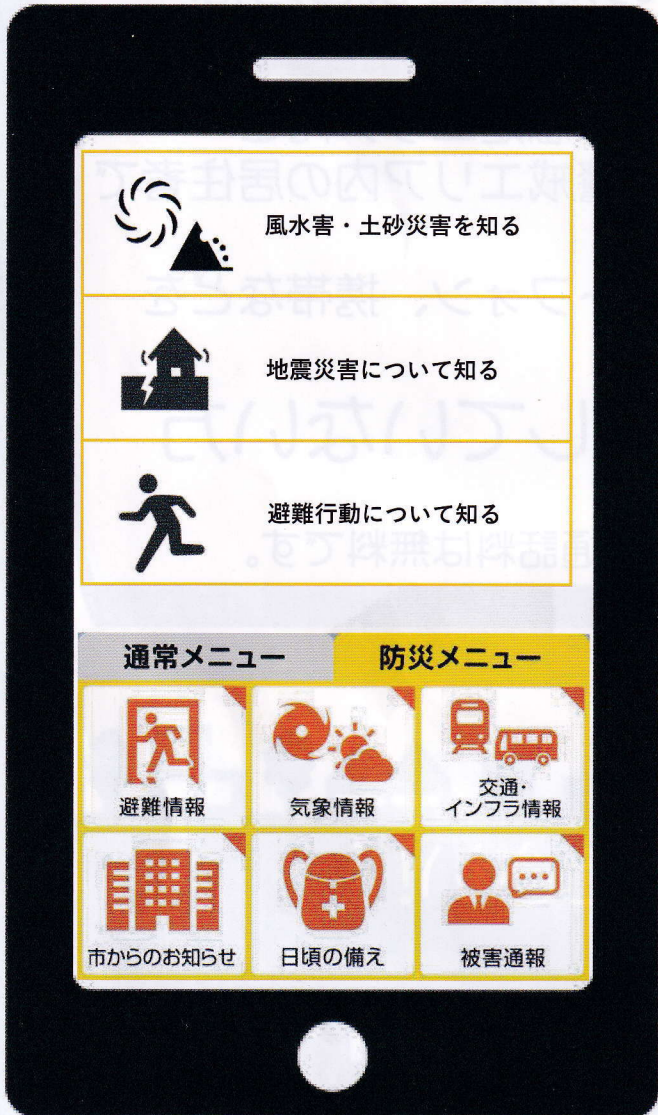 風水害・土砂災害を知る
地震災害について知る
避難行動について知る
通常メニュー
防災メニュー
避難情報
気象情報
交通・
インフラ情報
市からのお知らせ
日頃の備え
被害通報